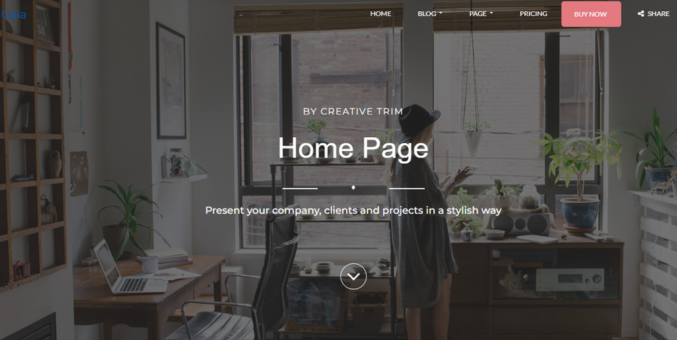 HOME
BLOG
PAGE
PRICING
BUY NOW
SHARE
BY CREATIVE TRIM
Home Page
Present your company, clients and projects in a stylish way